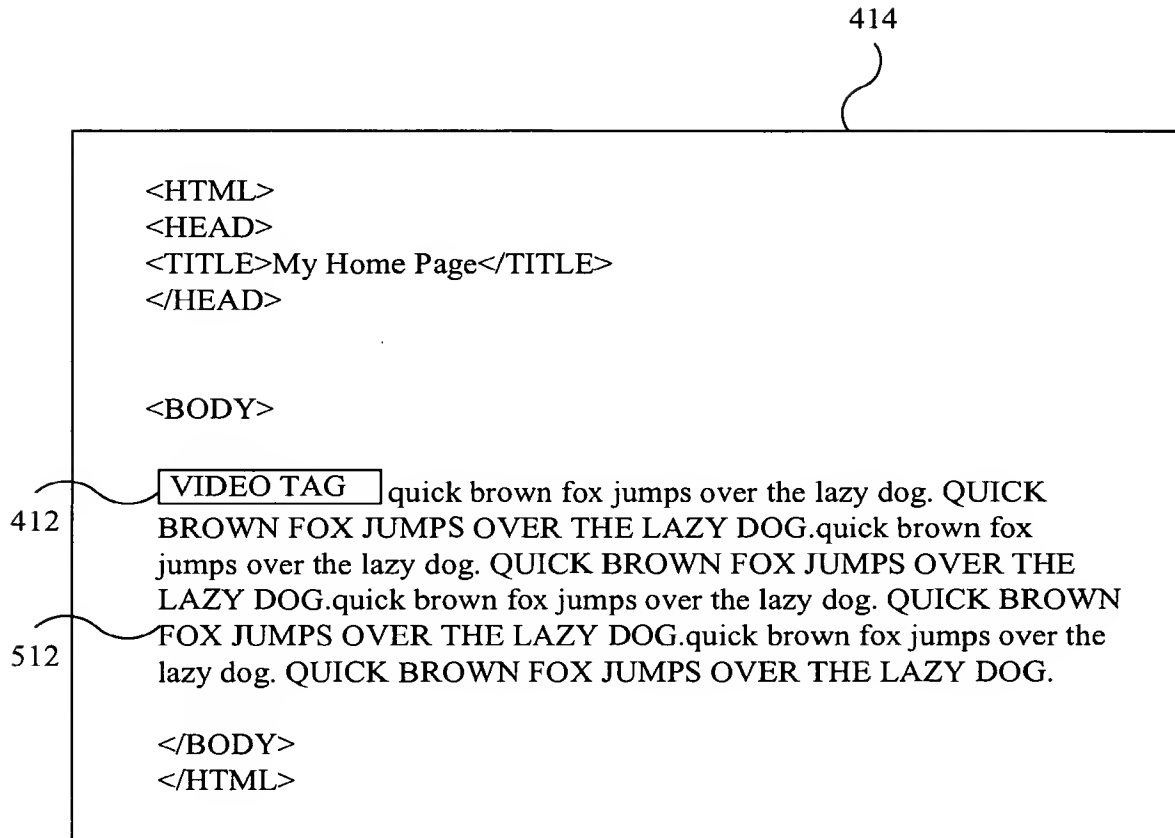 414
<HTML>
<HEAD>
<TITLE>My Home Page</TITLE>
</HEAD>
<BODY>
VIDEO TAG quick brown fox jumps over the lazy dog. QUICK
412
BROWN FOX JUMPS OVER THE LAZY DOG.quick brown fox
jumps over the lazy dog. QUICK BROWN FOX JUMPS OVER THE
LAZY DOG.quick brown fox jumps over the lazy dog. QUICK BROWN
FOX JUMPS OVER THE LAZY DOG.quick brown fox jumps over the
512
lazy dog. QUICK BROWN FOX JUMPS OVER THE LAZY DOG.
</BODY>
</HTML>